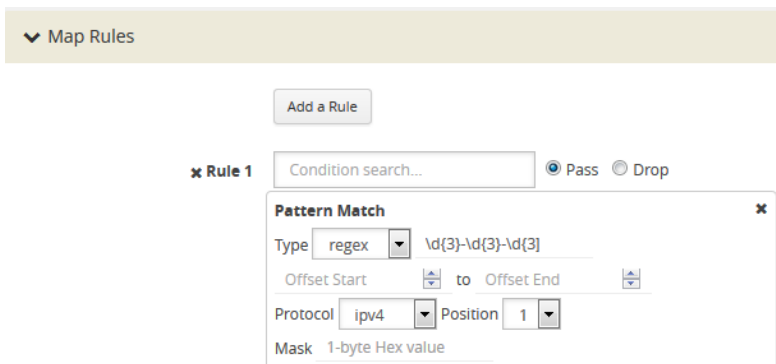 Map Rules
Add a Rule
Rule 1 Condition search... Pass Drop
Pattern Match
Type regex \d{3}-\d{3}-\d{3]
Offset Start to Offset End
Protocol ipv4 Position 1
Mask 1-byte Hex value